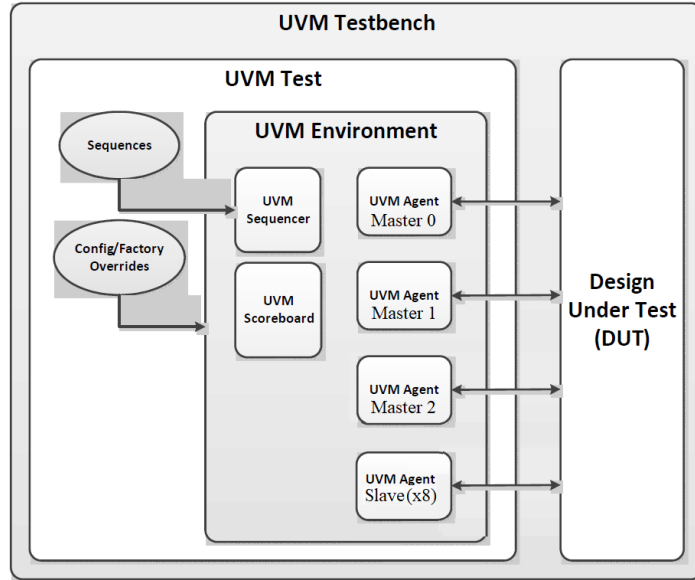 UVM Testbench
UVM Test
UVM Environment
Sequences
UVM
Sequencer
Config/Factory
Overrides
UVM
Scoreboard
UVM Agent
Master 0
UVM Agent
Master 1
UVM Agent
Master 2
UVM Agent
Slave(x8)
Design
Under Test
(DUT)